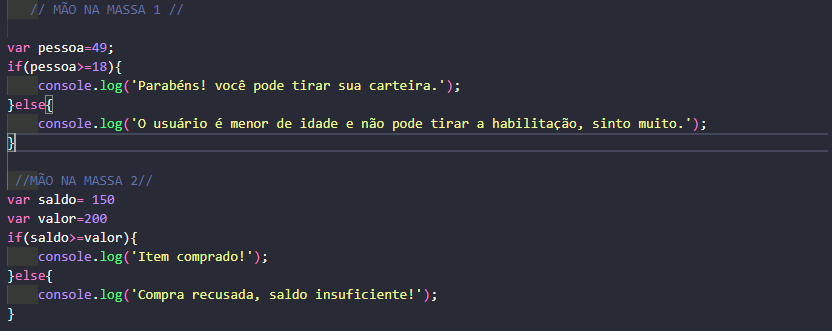 // MÃO NA MASSA 1 //
var pessoa=49;
if(pessoa>=18){
console.log('Parabéns! você pode tirar sua carteira.');
}else{
console.log('O usuário é menor de idade e não pode tirar a habilitação, sinto muito.');
}
//MÃO NA MASSA 2//
var saldo= 150
var valor=200
if(saldo>=valor){
console.log('Item comprado!');
}else{
console.log('Compra recusada, saldo insuficiente!');
}